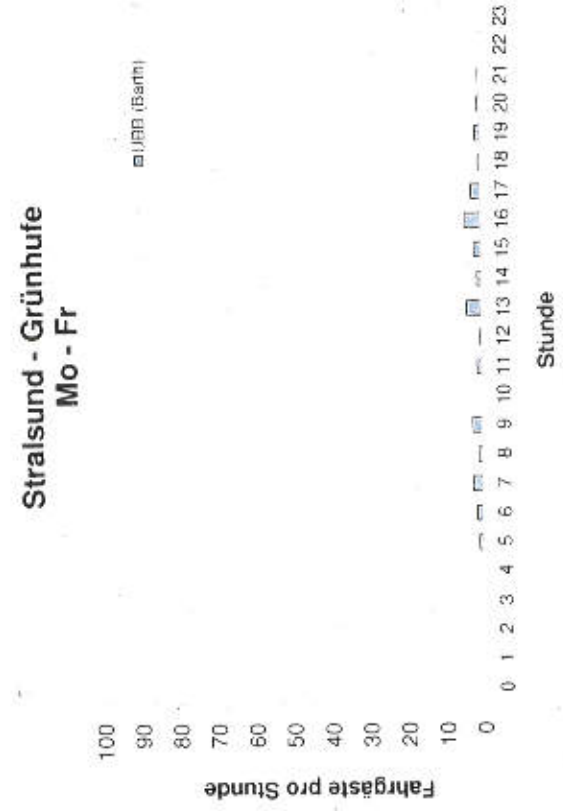 Stralsund - Grünhufe
Mo - Fr
UBB (Barth)
Fahrgäste pro Stunde
100
90
80
70
60
50
40
30
20
10
0
0 1 2 3 4 5 6 7 8 9 10 11 12 13 14 15 16 17 18 19 20 21 22 23
Stunde